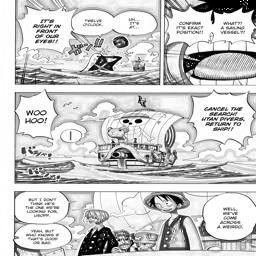 WHAT?!
A SAILING
VESSEL?!
CONFIRM
IT'S EXACT
POSITION!!
UH...
IT'S
AT...
TWELVE
O'CLOCK.
IT'S
RIGHT IN
FRONT
OF OUR
EYES!!
CANCEL THE
SEARCH!
UTAN DIVERS,
RETURN TO
SHIP!!
WOO
HOO!
WELL,
WE'VE
COME
ACROSS
A WEIRDO.
BUT I DON'T
THINK HE'S
THE ONE WE'RE
LOOKING FOR,
USOPP.
YEAH, BUT
WHO KNOWS IF
THAT'S GOOD
OR BAD.